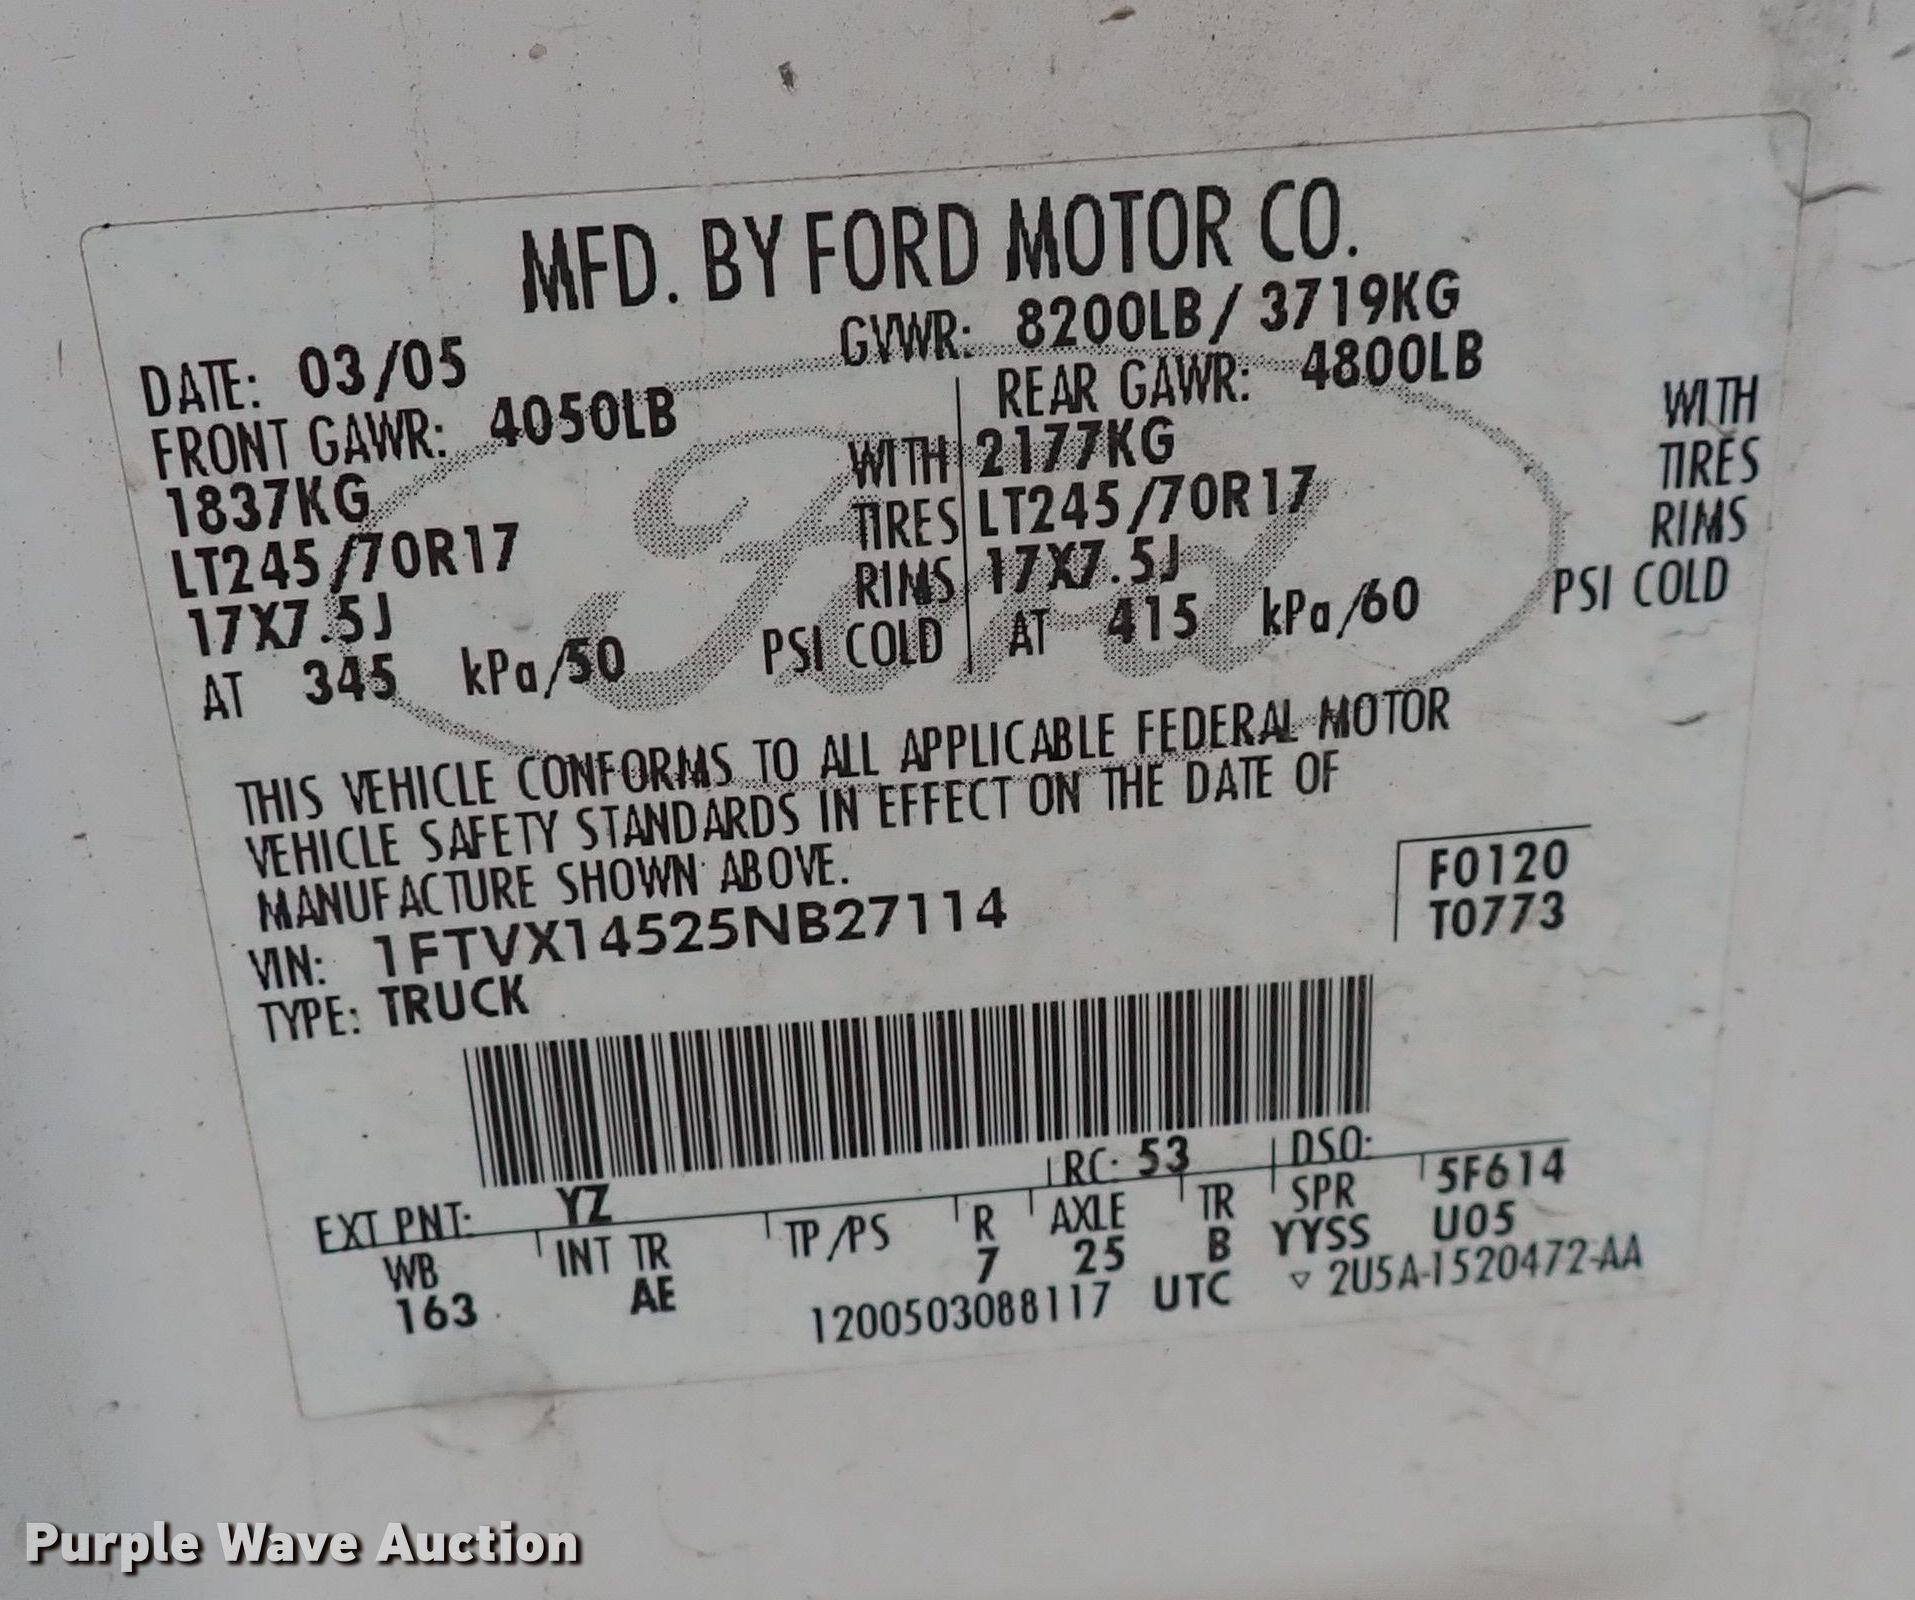 MFD. BY FORD MOTOR CO.
DATE: 03/05
GVWR: 8200LB/ 3719KG
FRONT GAWR: 4050LB
1837KG WITH
LT245/70R17 TIRES
17X7.5J RIMS
AT 345 kPa/50 PSI COLD
REAR GAWR: 4800LB
2177KG WITH
LT245/70R17 TIRES
17X7.5J RIMS
AT 415 kPa/60 PSI COLD
Ford
THIS VEHICLE CONFORMS TO ALL APPLICABLE FEDERAL MOTOR
VEHICLE SAFETY STANDARDS IN EFFECT ON THE DATE OF
MANUFACTURE SHOWN ABOVE.
VIN: 1FTVX14525NB27114
TYPE: TRUCK
F0120
T0773
EXT PNT: YZ RC: 53 DSO:
WB INT TR TP/PS R AXLE TR SPR 5F614
163 AE 7 25 B YYSS U05
1200503088117 UTC ▽ 2U5A-1520472-AA
Purple Wave Auction